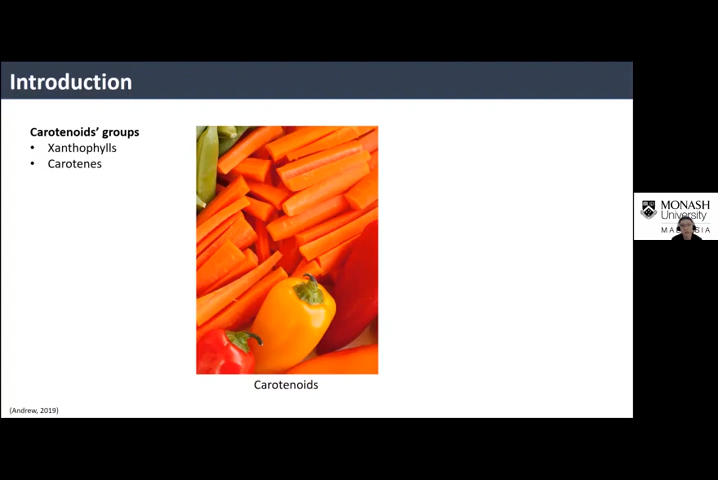 Introduction
Carotenoids' groups
• Xanthophylls
• Carotenes
Carotenoids
(Andrew, 2019)
MONASH
University